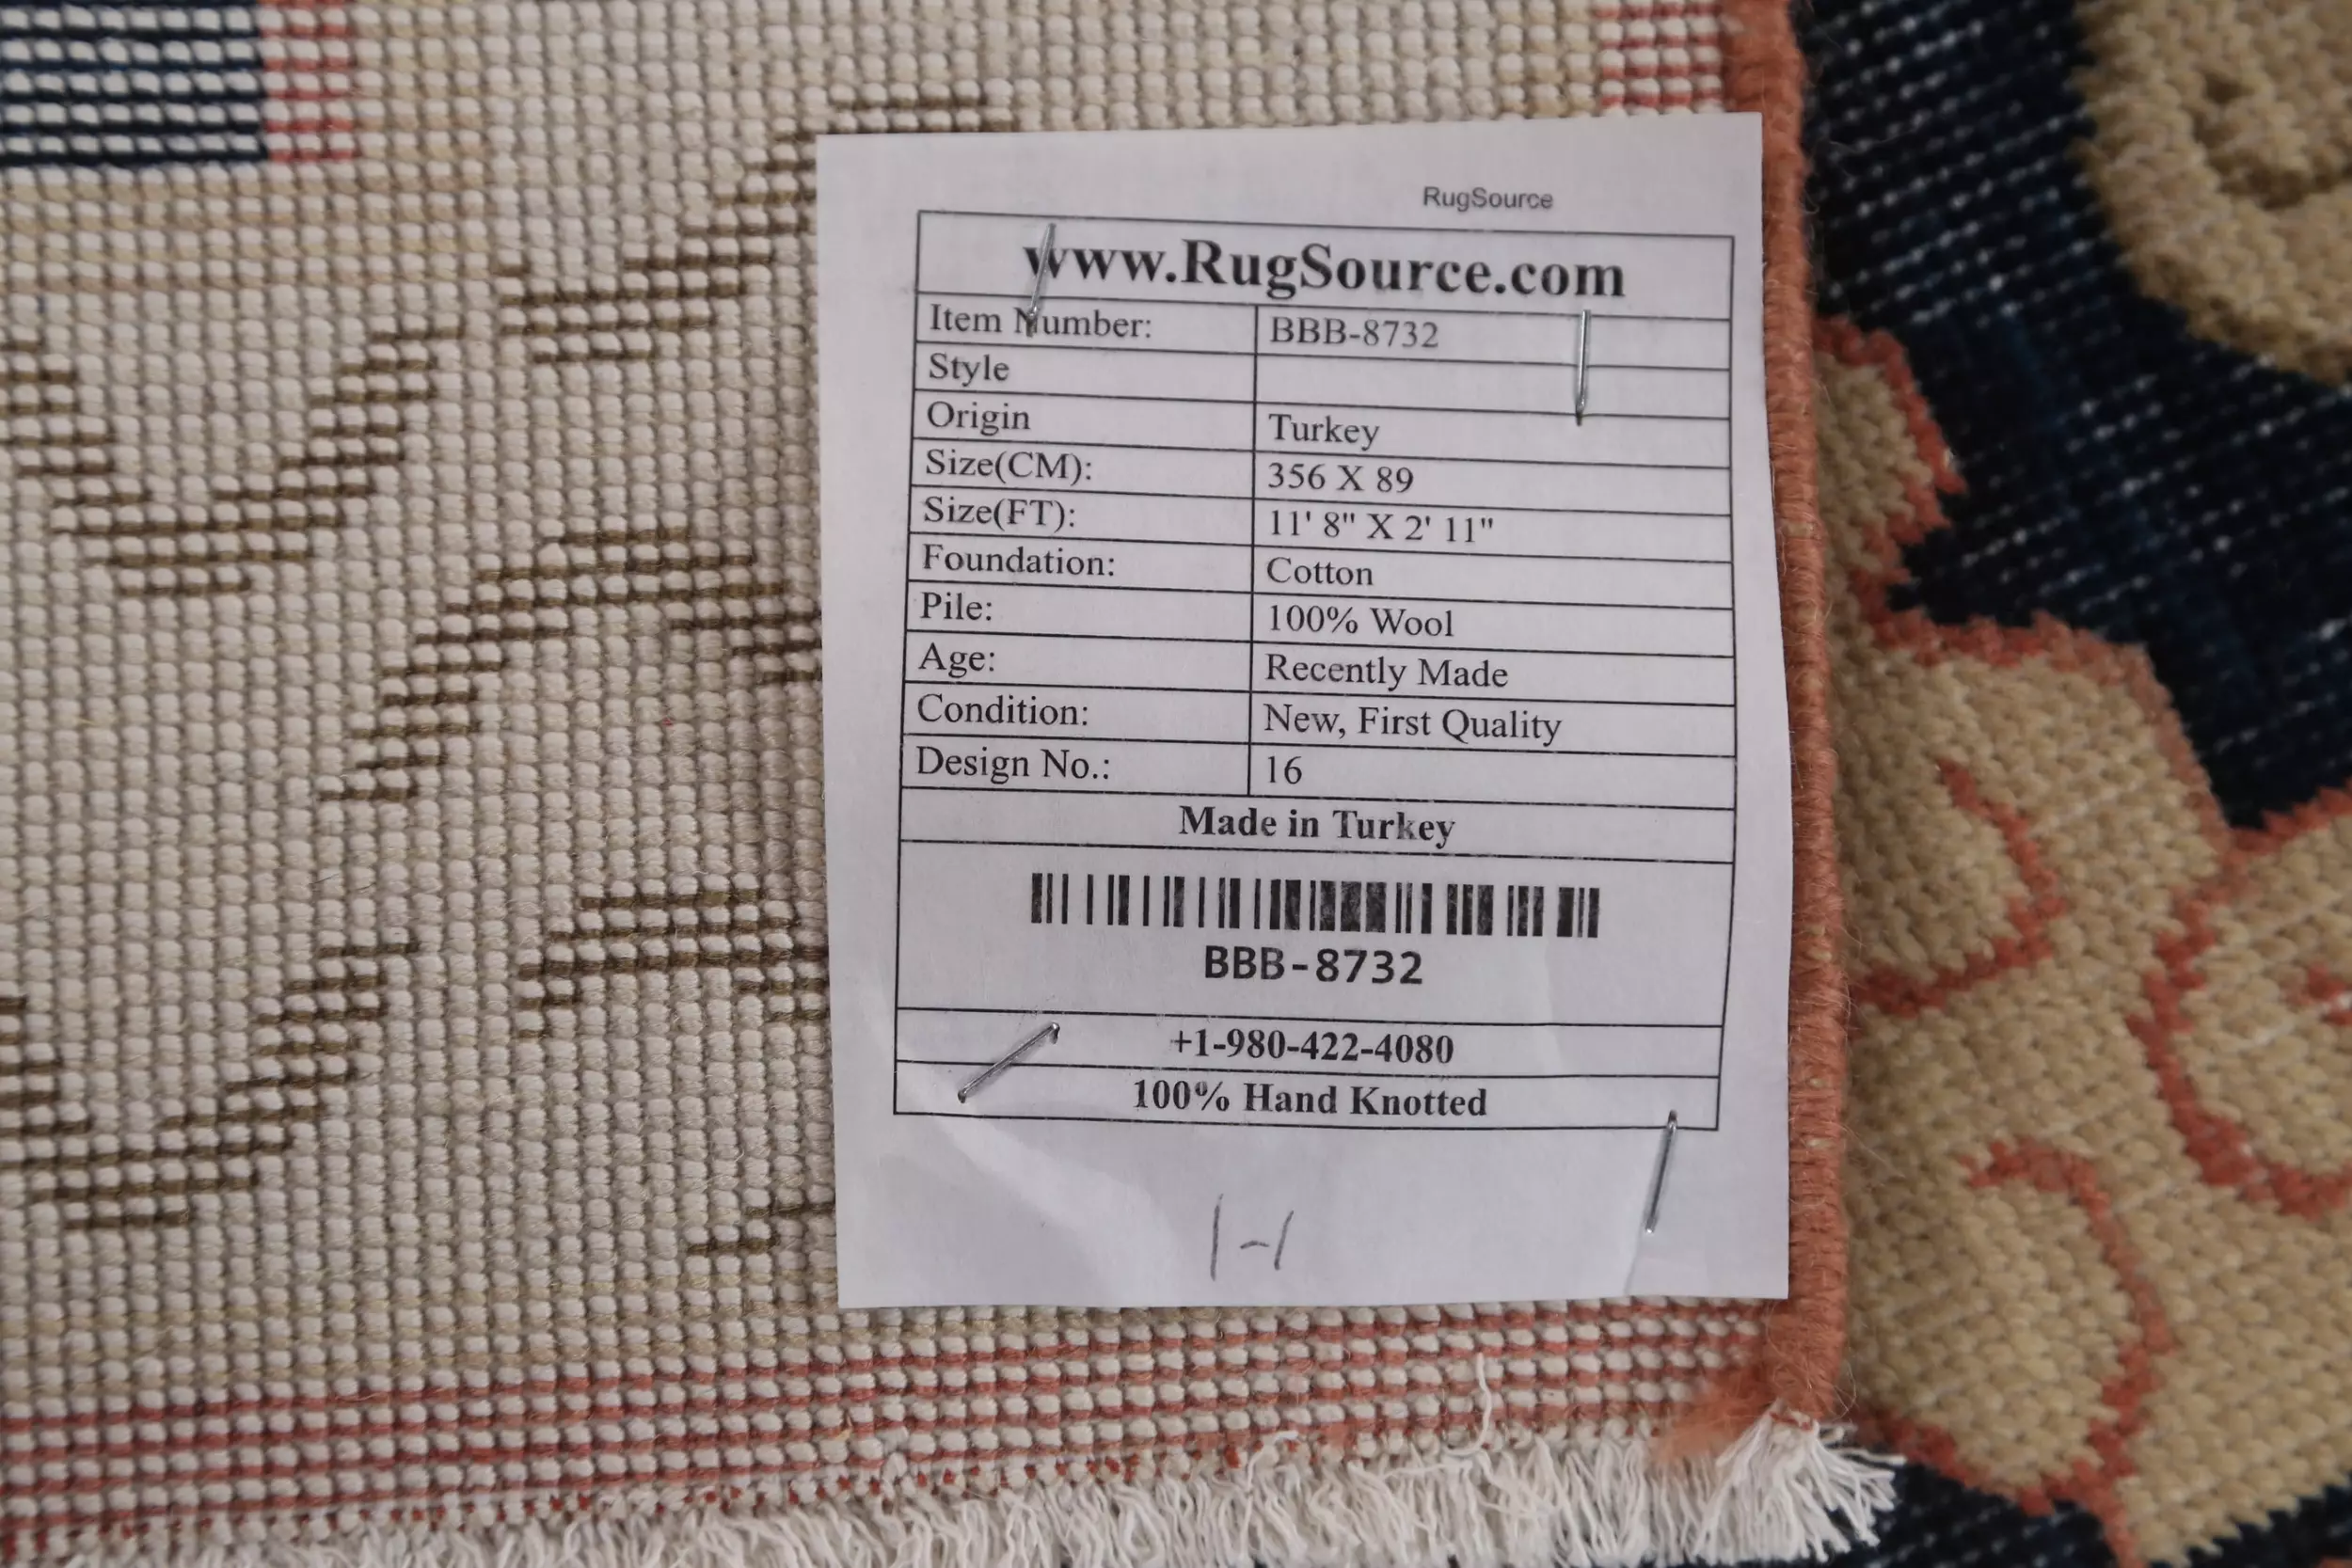 RugSource
www.RugSource.com
Item Number: BBB-8732
Style
Origin Turkey
Size(CM): 356 X 89
Size(FT): 11' 8" X 2' 11"
Foundation: Cotton
Pile: 100% Wool
Age: Recently Made
Condition: New, First Quality
Design No.: 16
Made in Turkey
BBB-8732
+1-980-422-4080
100% Hand Knotted
1-1